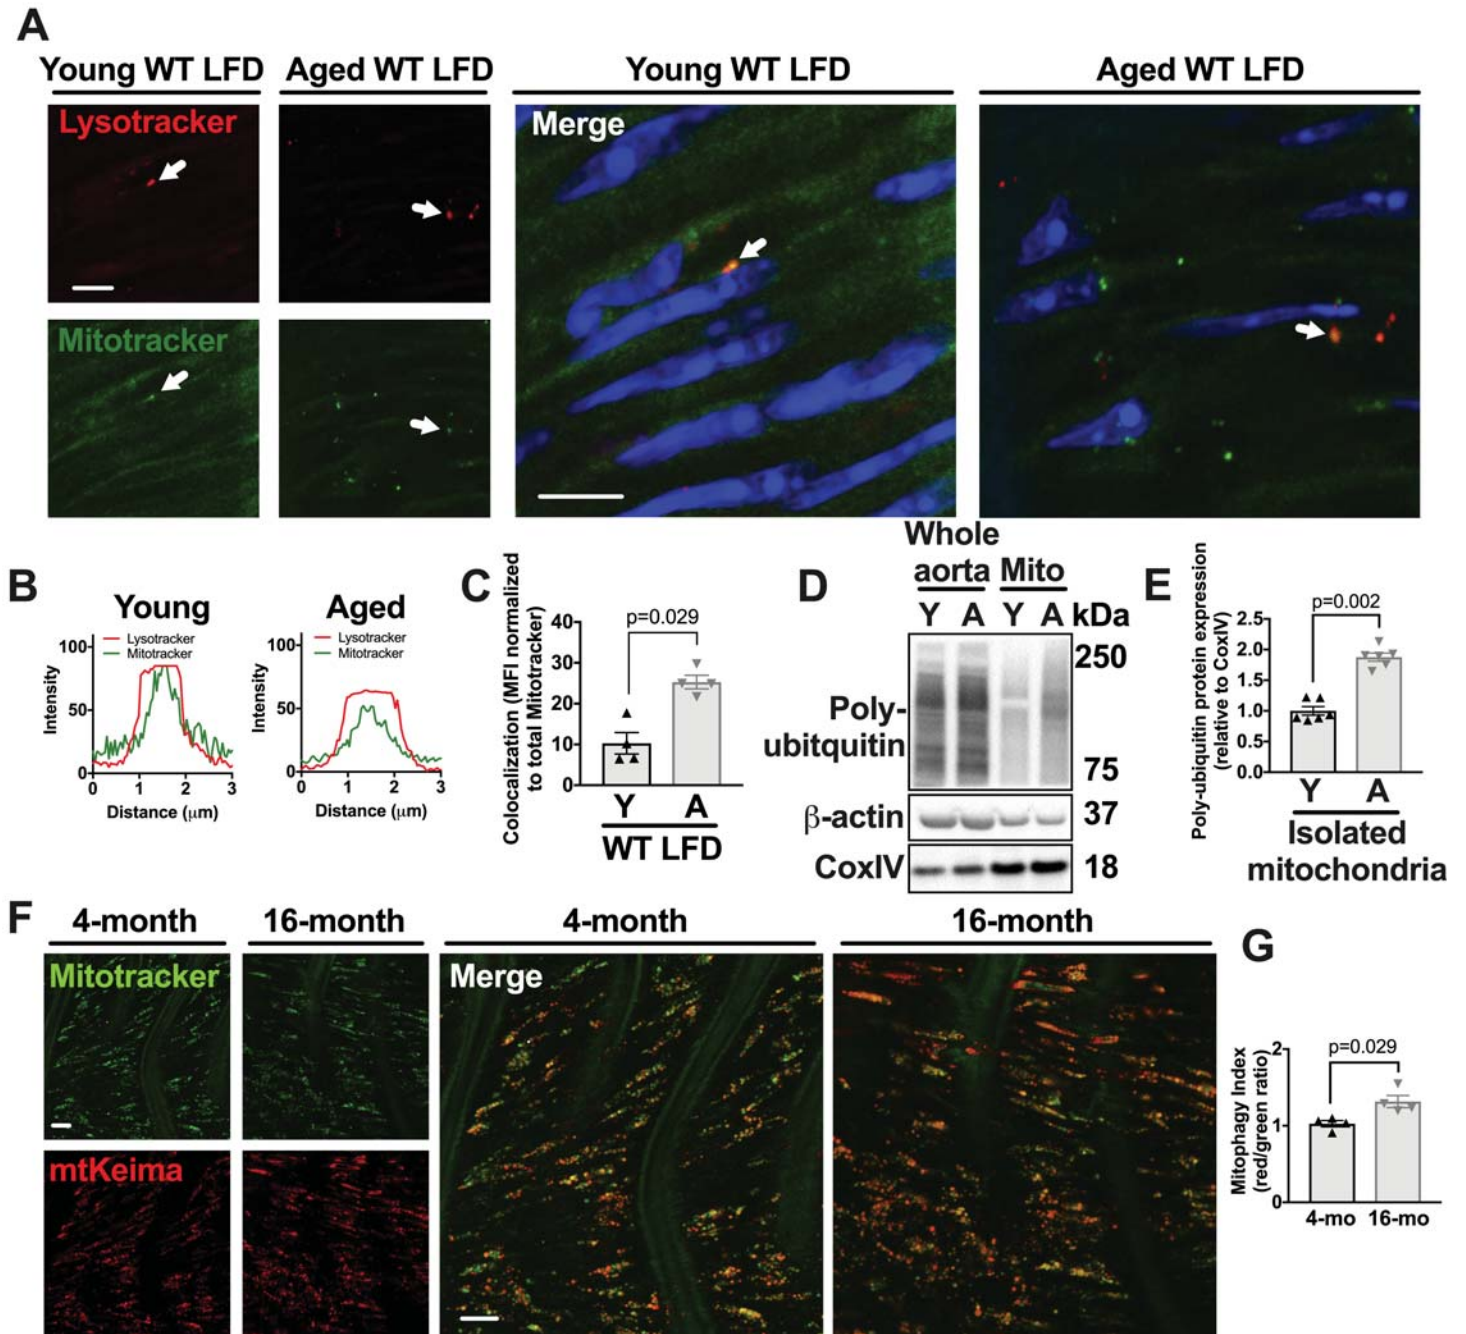 A
Young WT LFD
Aged WT LFD
Young WT LFD
Aged WT LFD
Lysotracker
Mitotracker
Merge
B
Young
Aged
Lysotracker
Mitotracker
Lysotracker
Mitotracker
Intensity
100
50
0
0 1 2 3
Distance (μm)
Intensity
100
50
0
0 1 2 3
Distance (μm)
C
Colocalization (MFI normalized
to total Mitotracker)
40
30
20
10
0
p=0.029
Y A
WT LFD
D
Whole
aorta Mito
Y A Y A kDa
250
Poly-
ubitquitin
75
β-actin 37
CoxIV 18
E
Poly-ubiquitin protein expression
(relative to CoxIV)
2.5
2.0
1.5
1.0
0.5
0.0
p=0.002
Y A
Isolated
mitochondria
F
4-month
16-month
4-month
16-month
Mitotracker
mtKeima
Merge
G
Mitophagy Index
(red/green ratio)
2
1
0
p=0.029
4-mo 16-mo